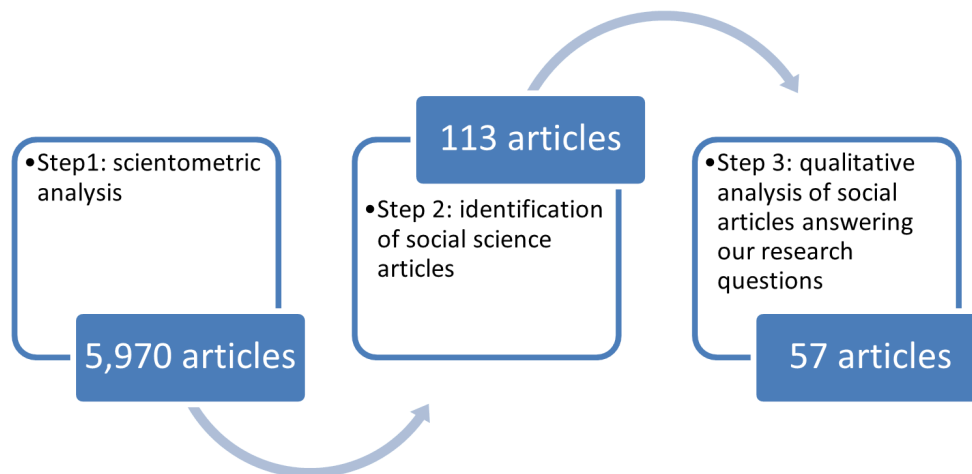 •Step1: scientometric
analysis
5,970 articles
113 articles
•Step 2: identification
of social science
articles
•Step 3: qualitative
analysis of social
articles answering
our research
questions
57 articles